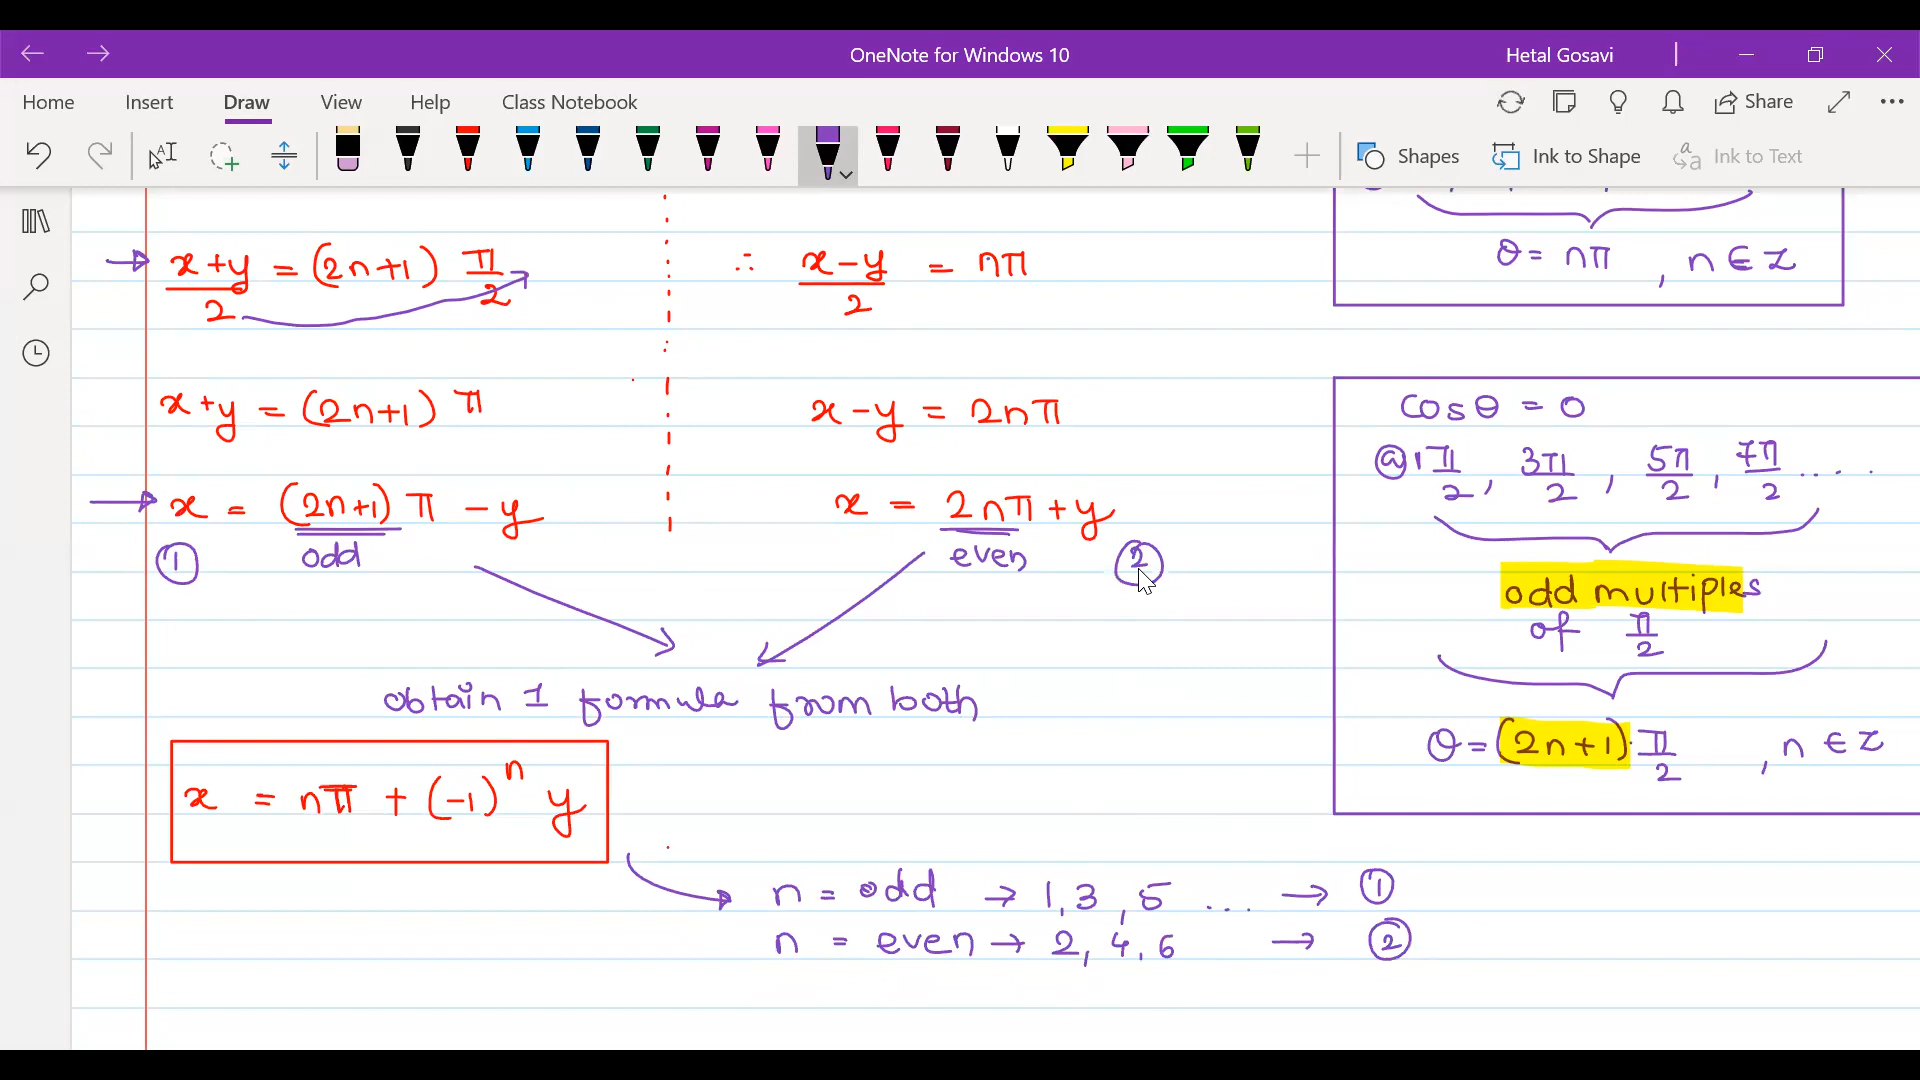 OneNote for Windows 10
Hetal Gosavi
Home Insert Draw View Help Class Notebook Share
Shapes Ink to Shape Ink to Text
θ = nπ , n ∈ Z
x+y/2 = (2n+1) π/2
∴ x-y/2 = nπ
x+y = (2n+1) π
x-y = 2nπ
x = (2n+1) π - y
x = 2nπ + y
① odd
even ②
obtain 1 formula from both
x = nπ + (-1)^n y
n = odd → 1, 3, 5 ... → ①
n = even → 2, 4, 6 → ②
cos θ = 0
@ 1π/2, 3π/2, 5π/2, 7π/2 .....
odd multiples
of π/2
θ = (2n+1)·π/2 , n ∈ Z